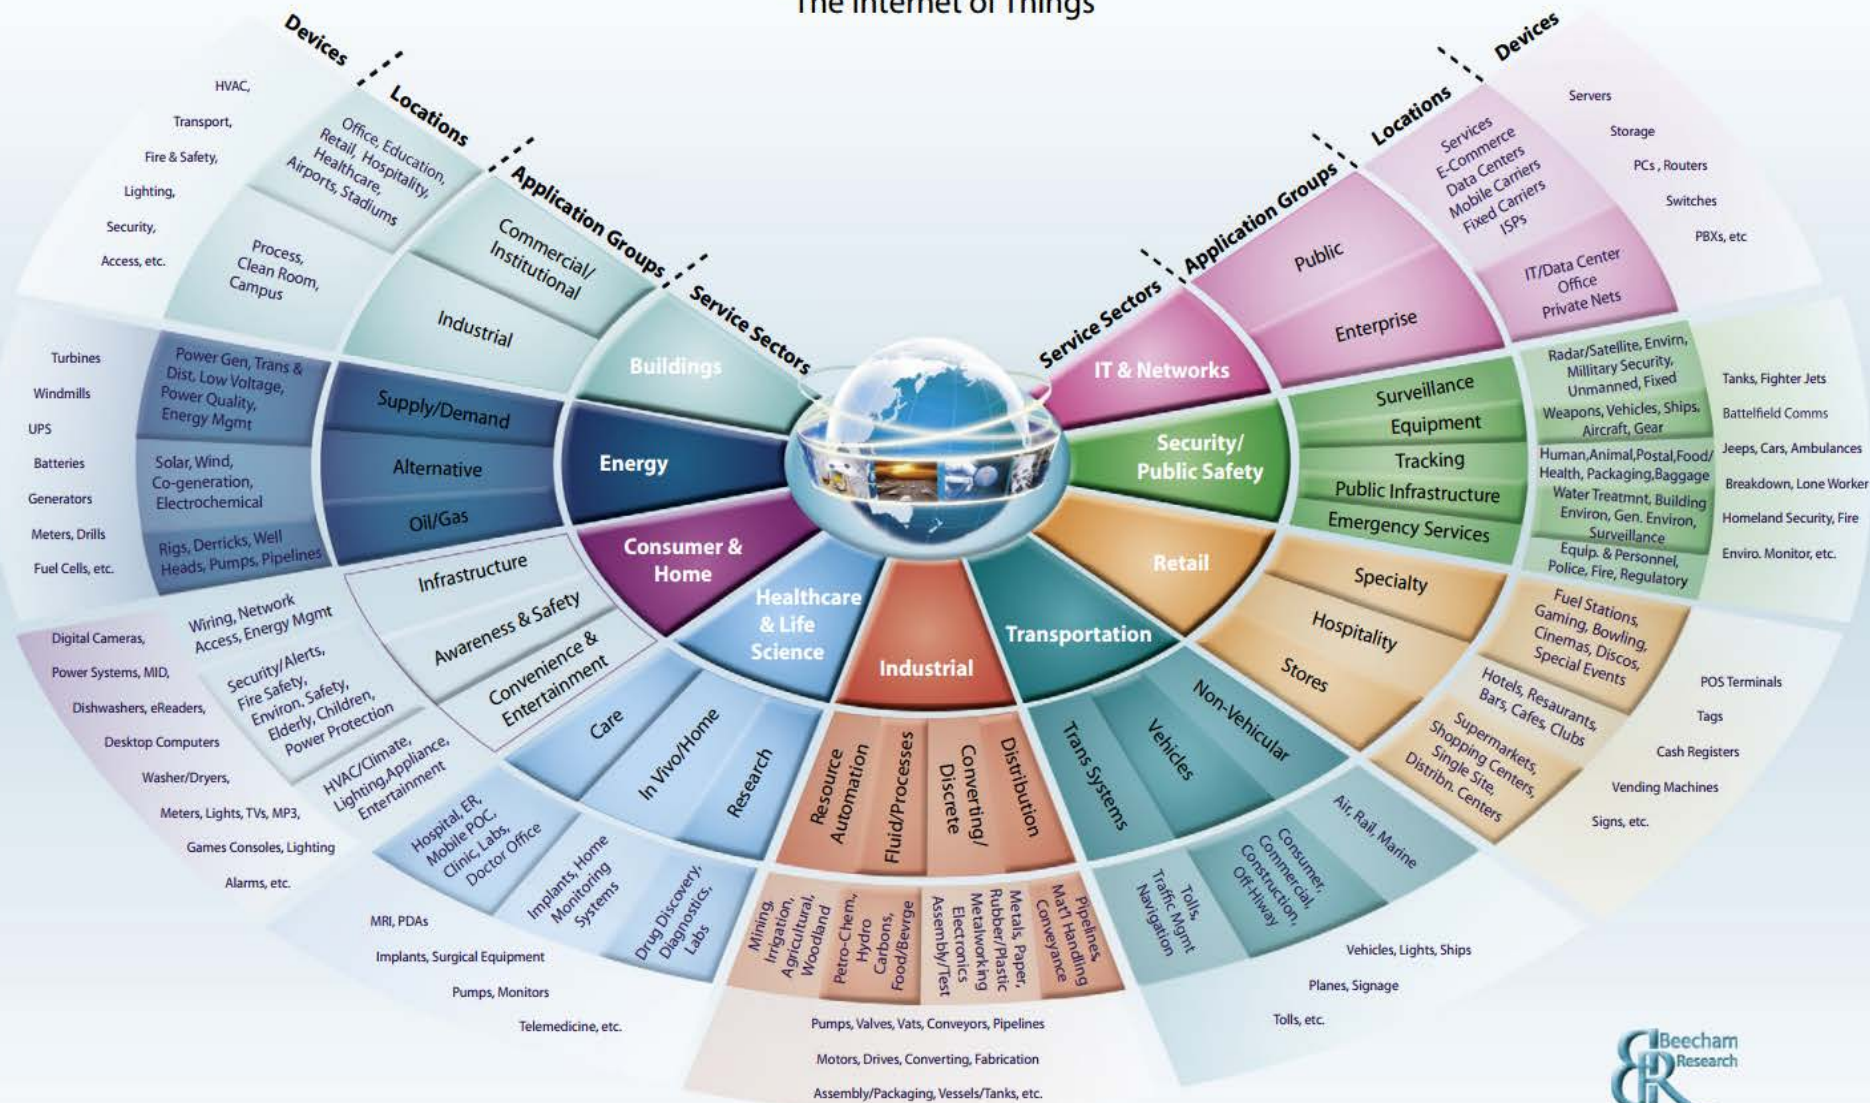 The Internet of Things
Devices
Locations
Application Groups
Service Sectors
Devices
Locations
Application Groups
Service Sectors
Buildings
Commercial/
Institutional
Industrial
Office, Education,
Retail, Hospitality,
Healthcare,
Airports, Stadiums
Process,
Clean Room,
Campus
HVAC,
Transport,
Fire & Safety,
Lighting,
Security,
Access, etc.
Energy
Supply/Demand
Alternative
Oil/Gas
Power Gen, Trans &
Dist, Low Voltage,
Power Quality,
Energy Mgmt
Solar, Wind,
Co-generation,
Electrochemical
Rigs, Derricks, Well
Heads, Pumps, Pipelines
Turbines
Windmills
UPS
Batteries
Generators
Meters, Drills
Fuel Cells, etc.
Consumer &
Home
Infrastructure
Awareness & Safety
Convenience &
Entertainment
Wiring, Network
Access, Energy Mgmt
Security/Alerts,
Fire Safety,
Environ. Safety,
Elderly, Children,
Power Protection
HVAC/Climate,
Lighting,Appliance,
Entertainment
Digital Cameras,
Power Systems, MID,
Dishwashers, eReaders,
Desktop Computers
Washer/Dryers,
Meters, Lights, TVs, MP3,
Games Consoles, Lighting
Alarms, etc.
Healthcare
& Life
Science
Care
In Vivo/Home
Research
Hospital, ER,
Mobile POC,
Clinic, Labs,
Doctor Office
Implants, Home
Monitoring
Systems
Drug Discovery,
Diagnostics,
Labs
MRI, PDAs
Implants, Surgical Equipment
Pumps, Monitors
Telemedicine, etc.
Industrial
Resource
Automation
Fluid/Processes
Converting/
Discrete
Distribution
Mining,
Irrigation,
Agricultural,
Woodland
Petro-Chem.,
Hydro
Carbons,
Food/Bevrge
Metals, Paper,
Rubber/Plastic
Metalworking
Electronics
Assembly/Test
Pipelines,
Mat'l Handling
Conveyance
Pumps, Valves, Vats, Conveyors, Pipelines
Motors, Drives, Converting, Fabrication
Assembly/Packaging, Vessels/Tanks, etc.
Transportation
Trans Systems
Vehicles
Non-Vehicular
Tolls,
Traffic Mgmt
Navigation
Consumer,
Commercial,
Construction,
Off-Hiway
Air, Rail, Marine
Vehicles, Lights, Ships
Planes, Signage
Tolls, etc.
Retail
Specialty
Hospitality
Stores
Fuel Stations,
Gaming, Bowling,
Cinemas, Discos,
Special Events
Hotels, Resaurants,
Bars, Cafes, Clubs
Supermarkets,
Shopping Centers,
Single Site,
Distribn. Centers
POS Terminals
Tags
Cash Registers
Vending Machines
Signs, etc.
Security/
Public Safety
Surveillance
Equipment
Tracking
Public Infrastructure
Emergency Services
Radar/Satellite, Envirn,
Millitary Security,
Unmanned, Fixed
Weapons, Vehicles, Ships,
Aircraft, Gear
Human,Animal,Postal,Food/
Health, Packaging,Baggage
Water Treatmnt, Building
Environ, Gen. Environ,
Surveillance
Equip. & Personnel,
Police, Fire, Regulatory
Tanks, Fighter Jets
Battelfield Comms
Jeeps, Cars, Ambulances
Breakdown, Lone Worker
Homeland Security, Fire
Enviro. Monitor, etc.
IT & Networks
Public
Enterprise
Services
E-Commerce
Data Centers
Mobile Carriers
Fixed Carriers
ISPs
IT/Data Center
Office
Private Nets
Servers
Storage
PCs , Routers
Switches
PBXs, etc
Beecham
Research